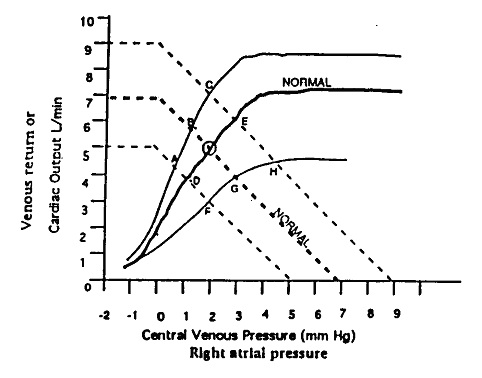 10
9
8
7
6
5
4
3
2
1
0
Venous return or
Cardiac Output L/min
NORMAL
C
B
E
A
D
F
G
H
N
NORMAL
-2 -1 0 1 2 3 4 5 6 7 8 9
Central Venous Pressure (mm Hg)
Right atrial pressure